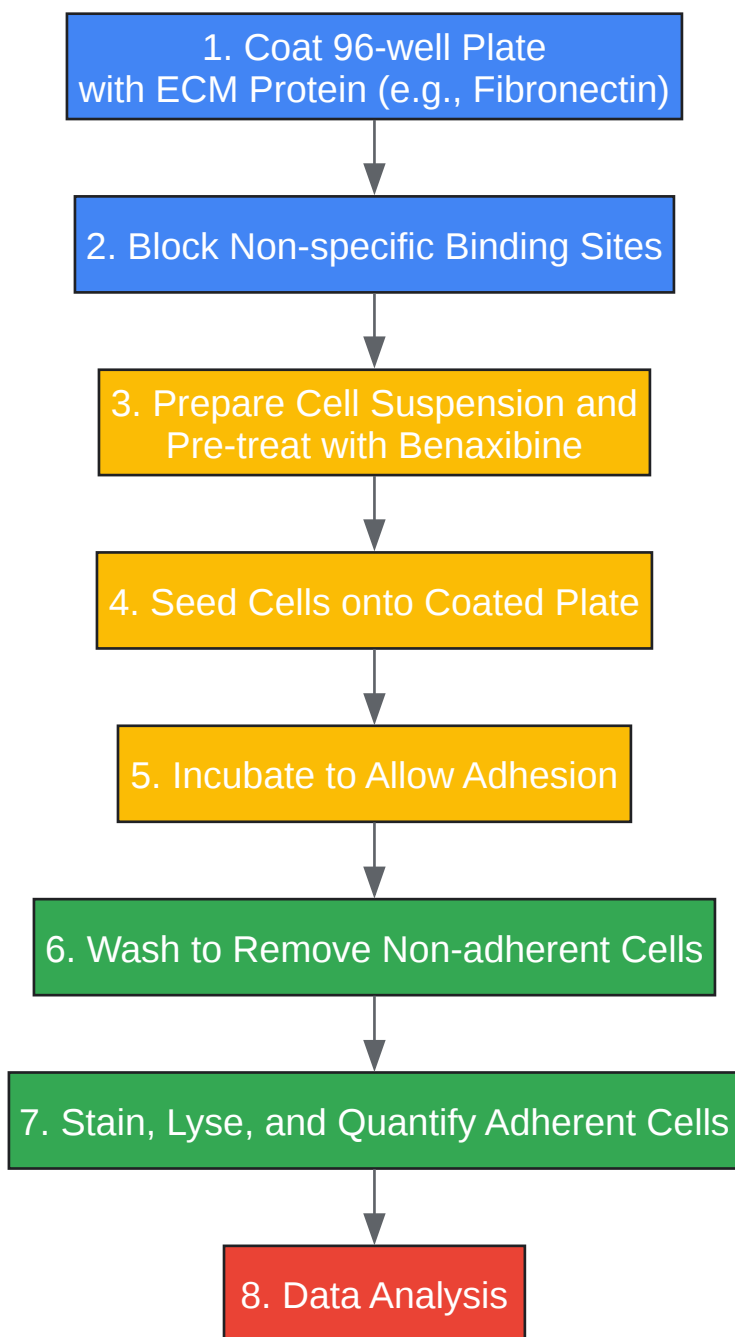 1. Coat 96-well Plate
with ECM Protein (e.g., Fibronectin)
2. Block Non-specific Binding Sites
3. Prepare Cell Suspension and
Pre-treat with Benaxibine
4. Seed Cells onto Coated Plate
5. Incubate to Allow Adhesion
6. Wash to Remove Non-adherent Cells
7. Stain, Lyse, and Quantify Adherent Cells
8. Data Analysis